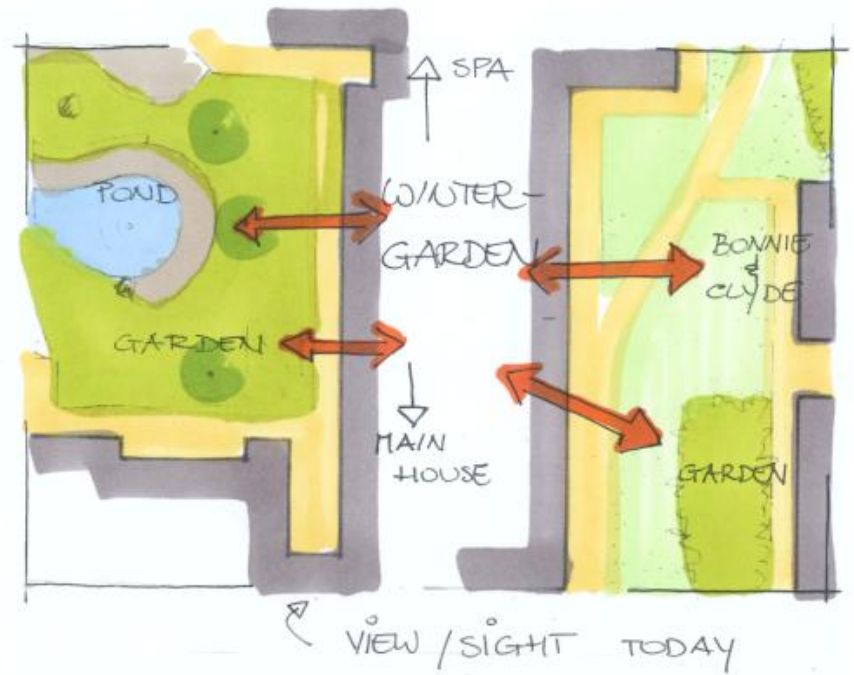 SPA
POND
WINTER-
GARDEN
BONNIE
&
CLYDE
GARDEN
MAIN
HOUSE
GARDEN
VIEW / SIGHT TODAY